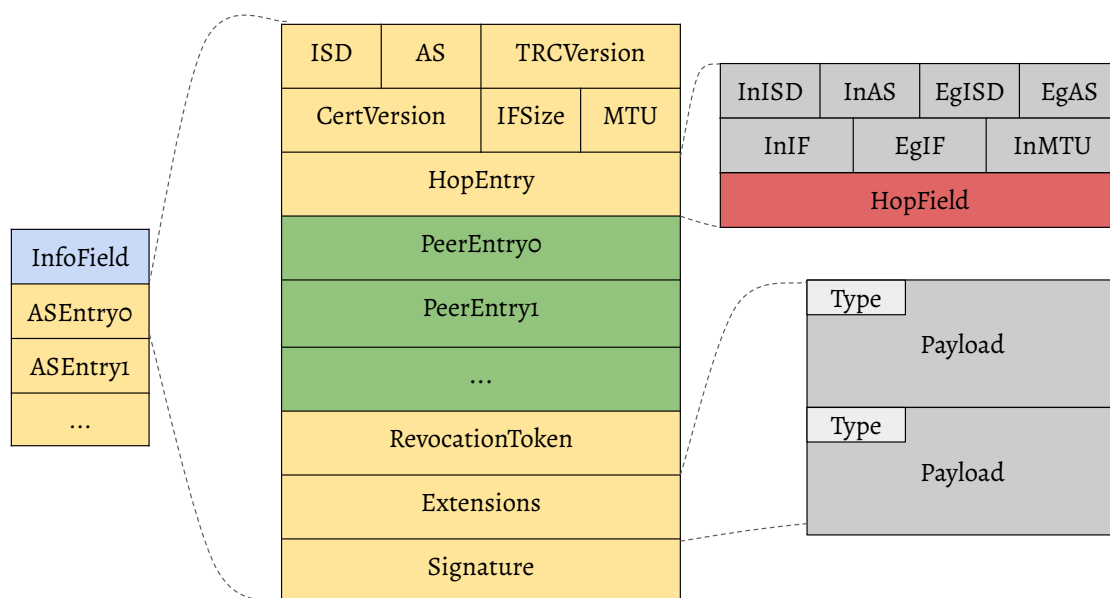 InfoField
ASEntry0
ASEntry1
...
ISD AS TRCVersion
CertVersion IFSize MTU
HopEntry
PeerEntry0
PeerEntry1
...
RevocationToken
Extensions
Signature
InISD InAS EgISD EgAS
InIF EgIF InMTU
HopField
Type
Payload
Type
Payload